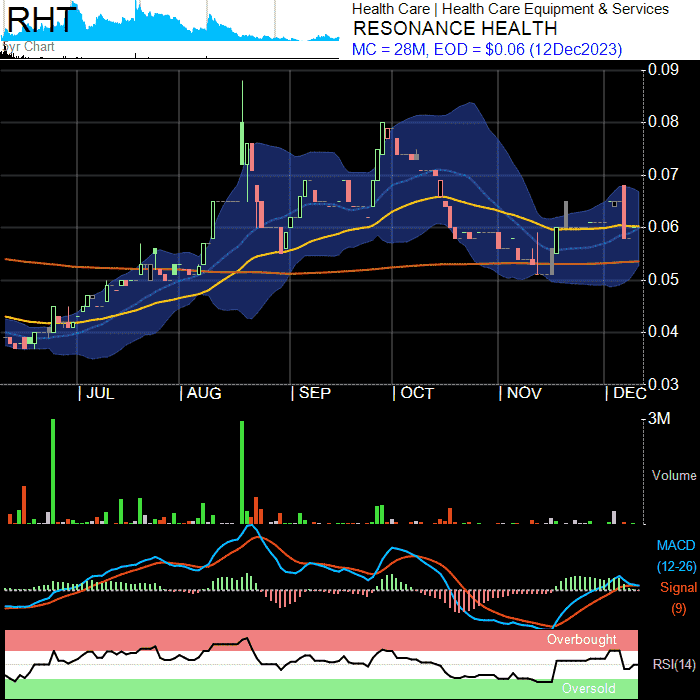 RHT
5yr Chart
Health Care | Health Care Equipment & Services
RESONANCE HEALTH
MC = 28M, EOD = $0.06 (12Dec2023)
0.09
0.08
0.07
0.06
0.05
0.04
0.03
| JUL | AUG | SEP | OCT | NOV | DEC
3M
Volume
MACD
(12-26)
Signal
(9)
Overbought
RSI(14)
Oversold